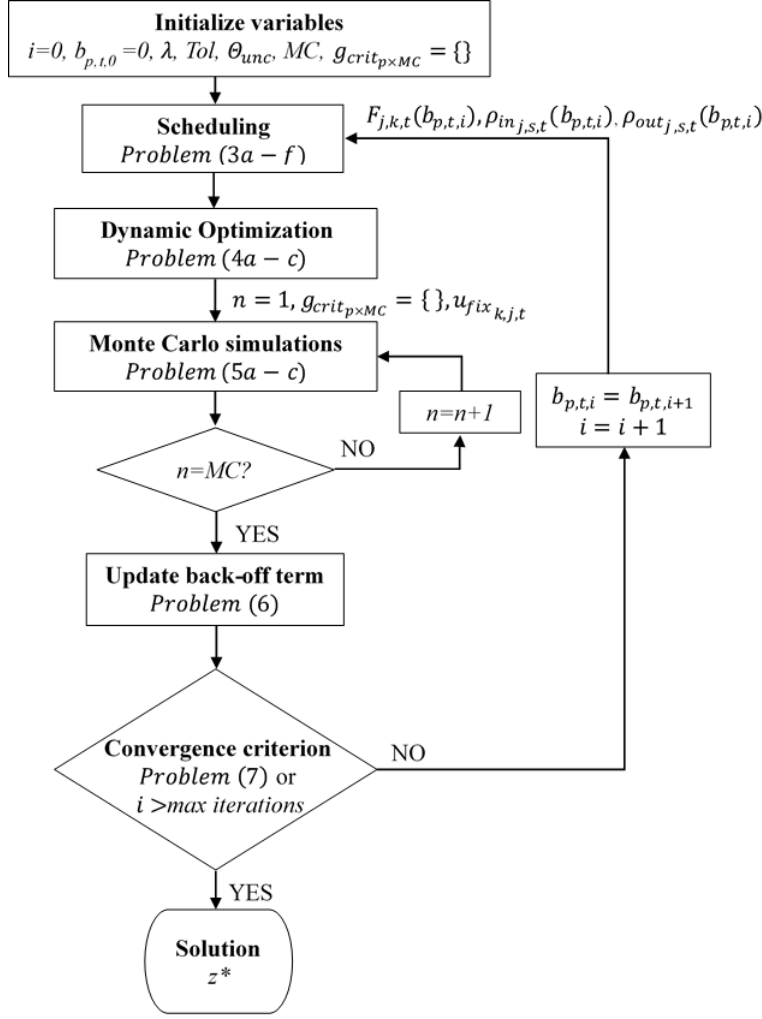 Initialize variables
i=0, b_{p,t,0} =0, λ, Tol, Θ_{unc}, MC, g_{crit_{p×MC}} = {}
Scheduling
Problem (3a − f)
F_{j,k,t}(b_{p,t,i}), ρ_{in_{j,s,t}}(b_{p,t,i}), ρ_{out_{j,s,t}}(b_{p,t,i})
Dynamic Optimization
Problem (4a − c)
n = 1, g_{crit_{p×MC}} = { }, u_{fix_{k,j,t}}
Monte Carlo simulations
Problem (5a − c)
n=n+1
b_{p,t,i} = b_{p,t,i+1}
i = i + 1
n=MC?
NO
YES
Update back-off term
Problem (6)
Convergence criterion
Problem (7) or
i >max iterations
NO
YES
Solution
z*